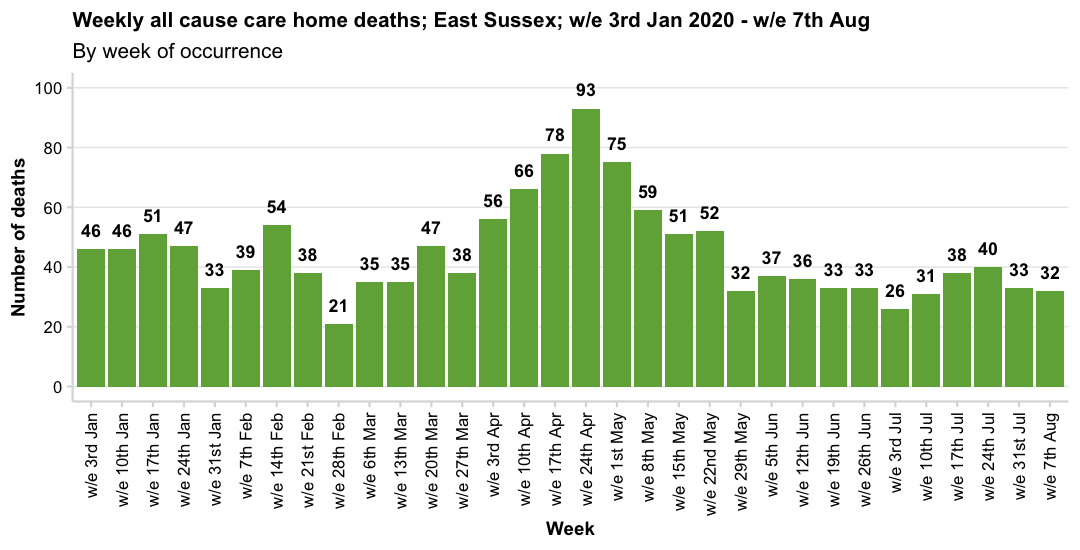 Weekly all cause care home deaths; East Sussex; w/e 3rd Jan 2020 - w/e 7th Aug
By week of occurrence
Number of deaths
100
80
60
40
20
0
46
46
51
47
33
39
54
38
21
35
35
47
38
56
66
78
93
75
59
51
52
32
37
36
33
33
26
31
38
40
33
32
w/e 3rd Jan
w/e 10th Jan
w/e 17th Jan
w/e 24th Jan
w/e 31st Jan
w/e 7th Feb
w/e 14th Feb
w/e 21st Feb
w/e 28th Feb
w/e 6th Mar
w/e 13th Mar
w/e 20th Mar
w/e 27th Mar
w/e 3rd Apr
w/e 10th Apr
w/e 17th Apr
w/e 24th Apr
w/e 1st May
w/e 8th May
w/e 15th May
w/e 22nd May
w/e 29th May
w/e 5th Jun
w/e 12th Jun
w/e 19th Jun
w/e 26th Jun
w/e 3rd Jul
w/e 10th Jul
w/e 17th Jul
w/e 24th Jul
w/e 31st Jul
w/e 7th Aug
Week